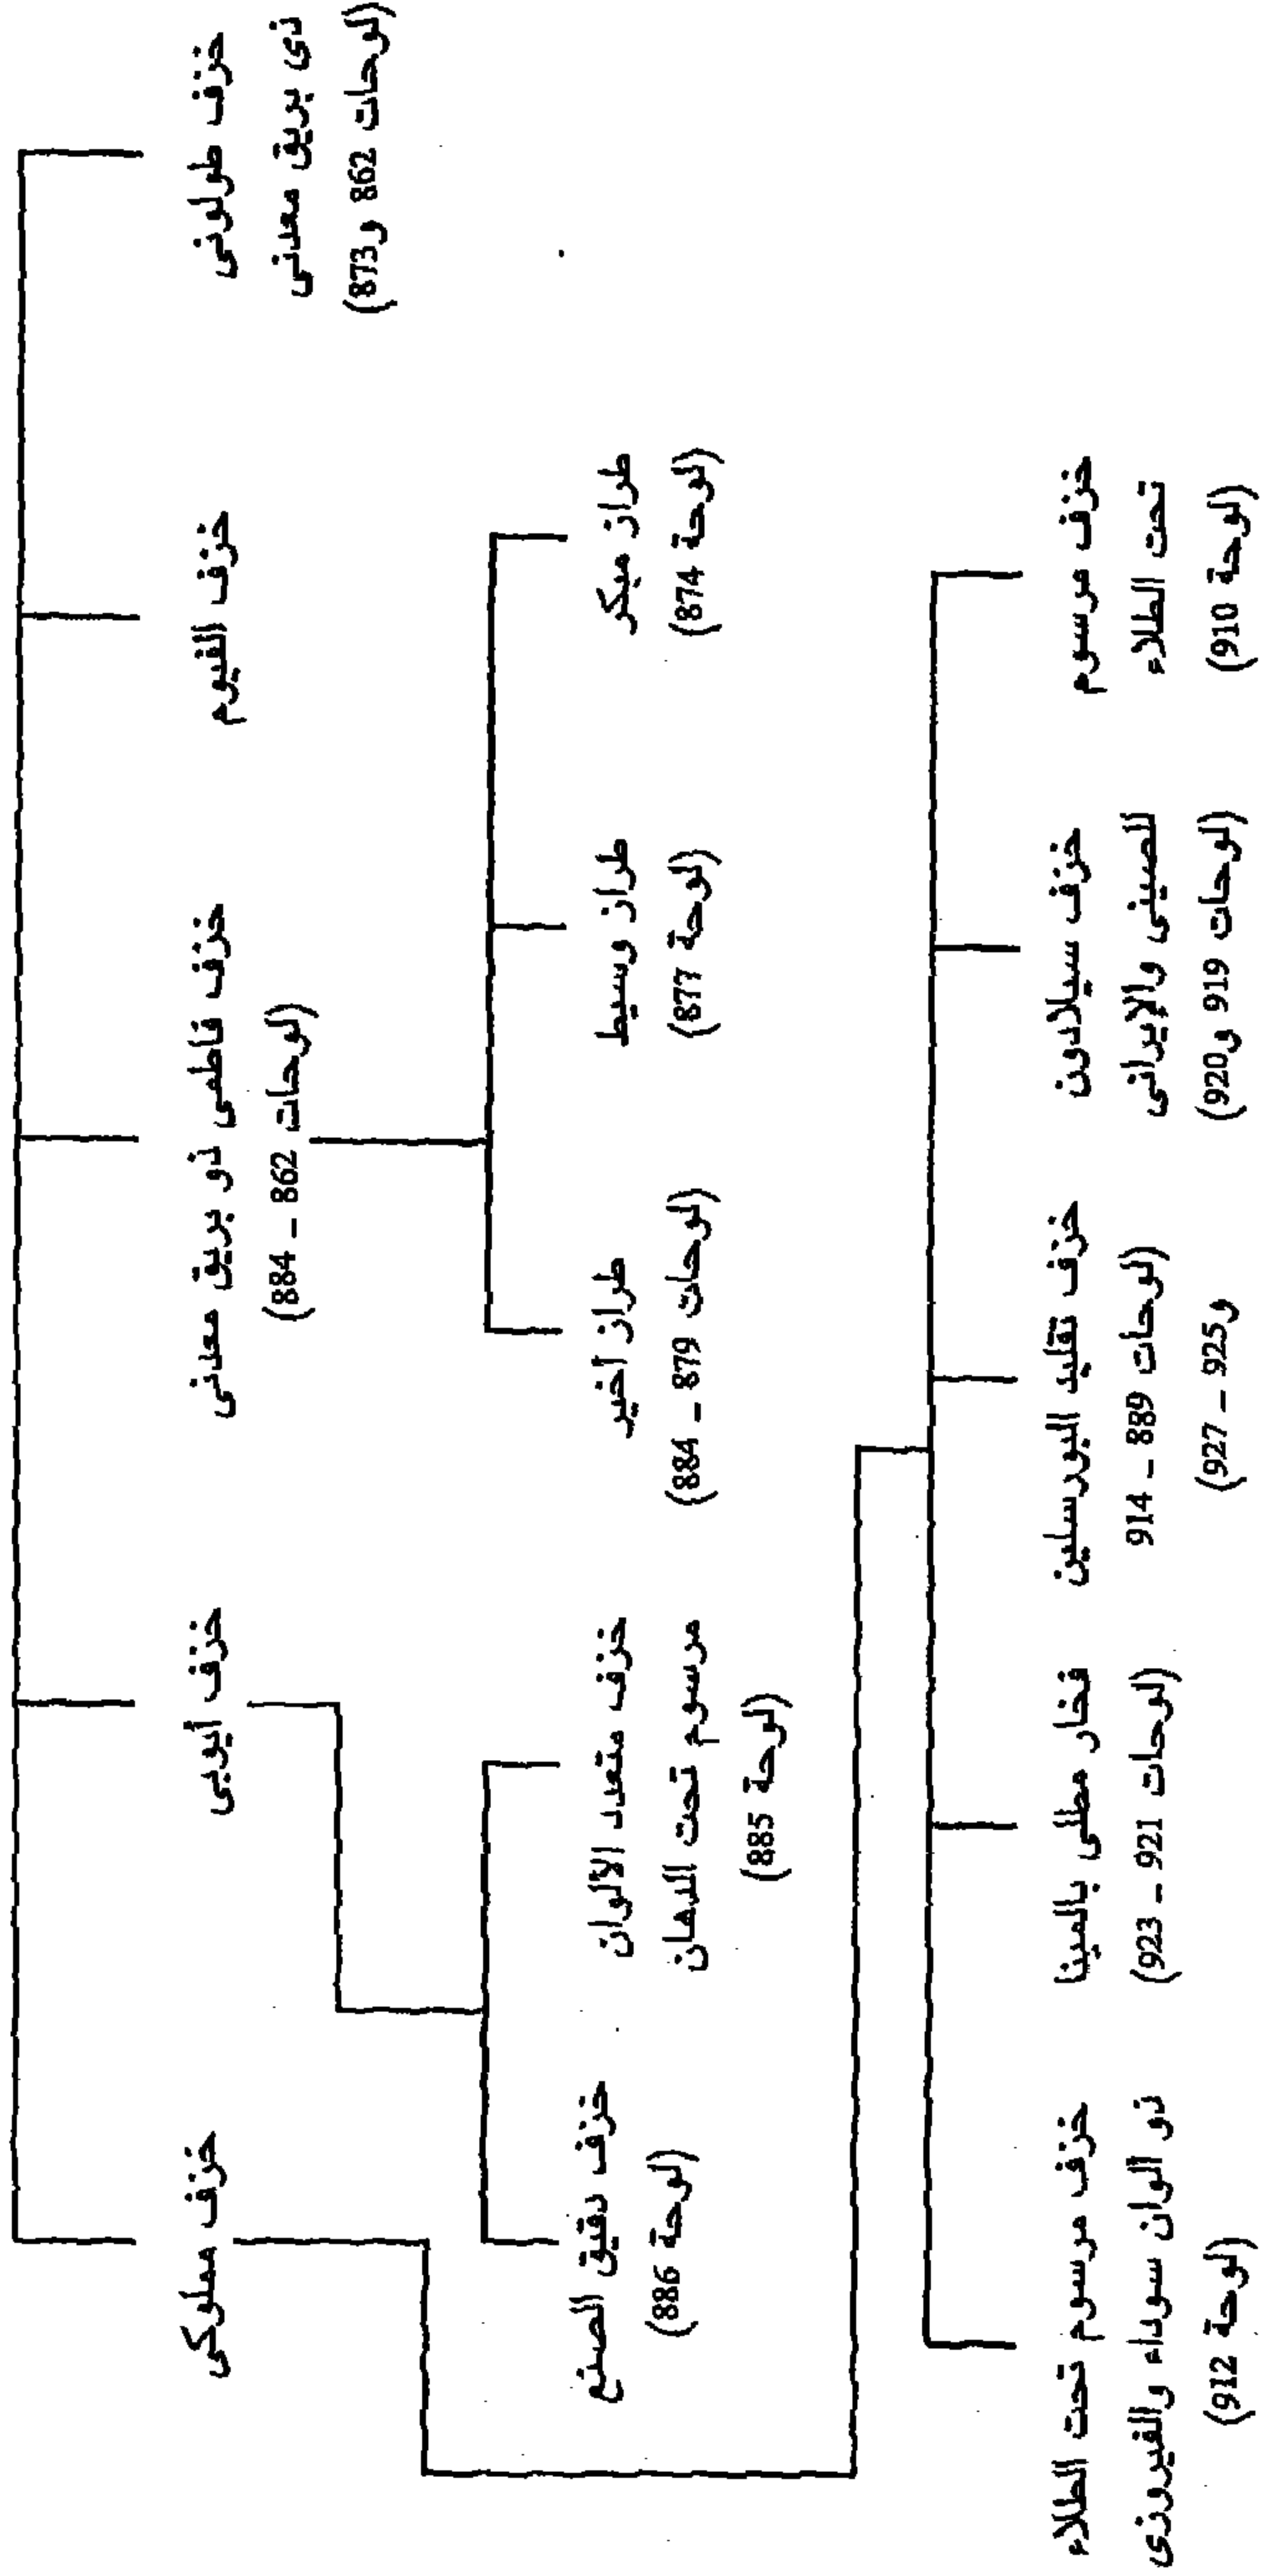 خزف طولونى
ذى بريق معدنى
(لوحات 862 و873)
خزف الفيوم
خزف فاطمى ذو بريق معدنى
(لوحات 862 – 884)
خزف أيوبى
خزف مملوكى
طراز مبكر
(لوحة 874)
طراز وسيط
(لوحة 877)
طراز أخير
(لوحات 879 – 884)
خزف متعدد الألوان
مرسوم تحت الدهان
(لوحة 885)
خزف دقيق الصنع
(لوحة 886)
خزف مرسوم
تحت الطلاء
(لوحة 910)
خزف سيلادون
الصينى والإيرانى
(لوحات 919 و920)
خزف تقليد البورسلين
(لوحات 889 – 914
و925 – 927)
فخار مطلى بالمينا
(لوحات 921 – 923)
خزف مرسوم تحت الطلاء
ذو ألوان سوداء والفيروزى
(لوحة 912)